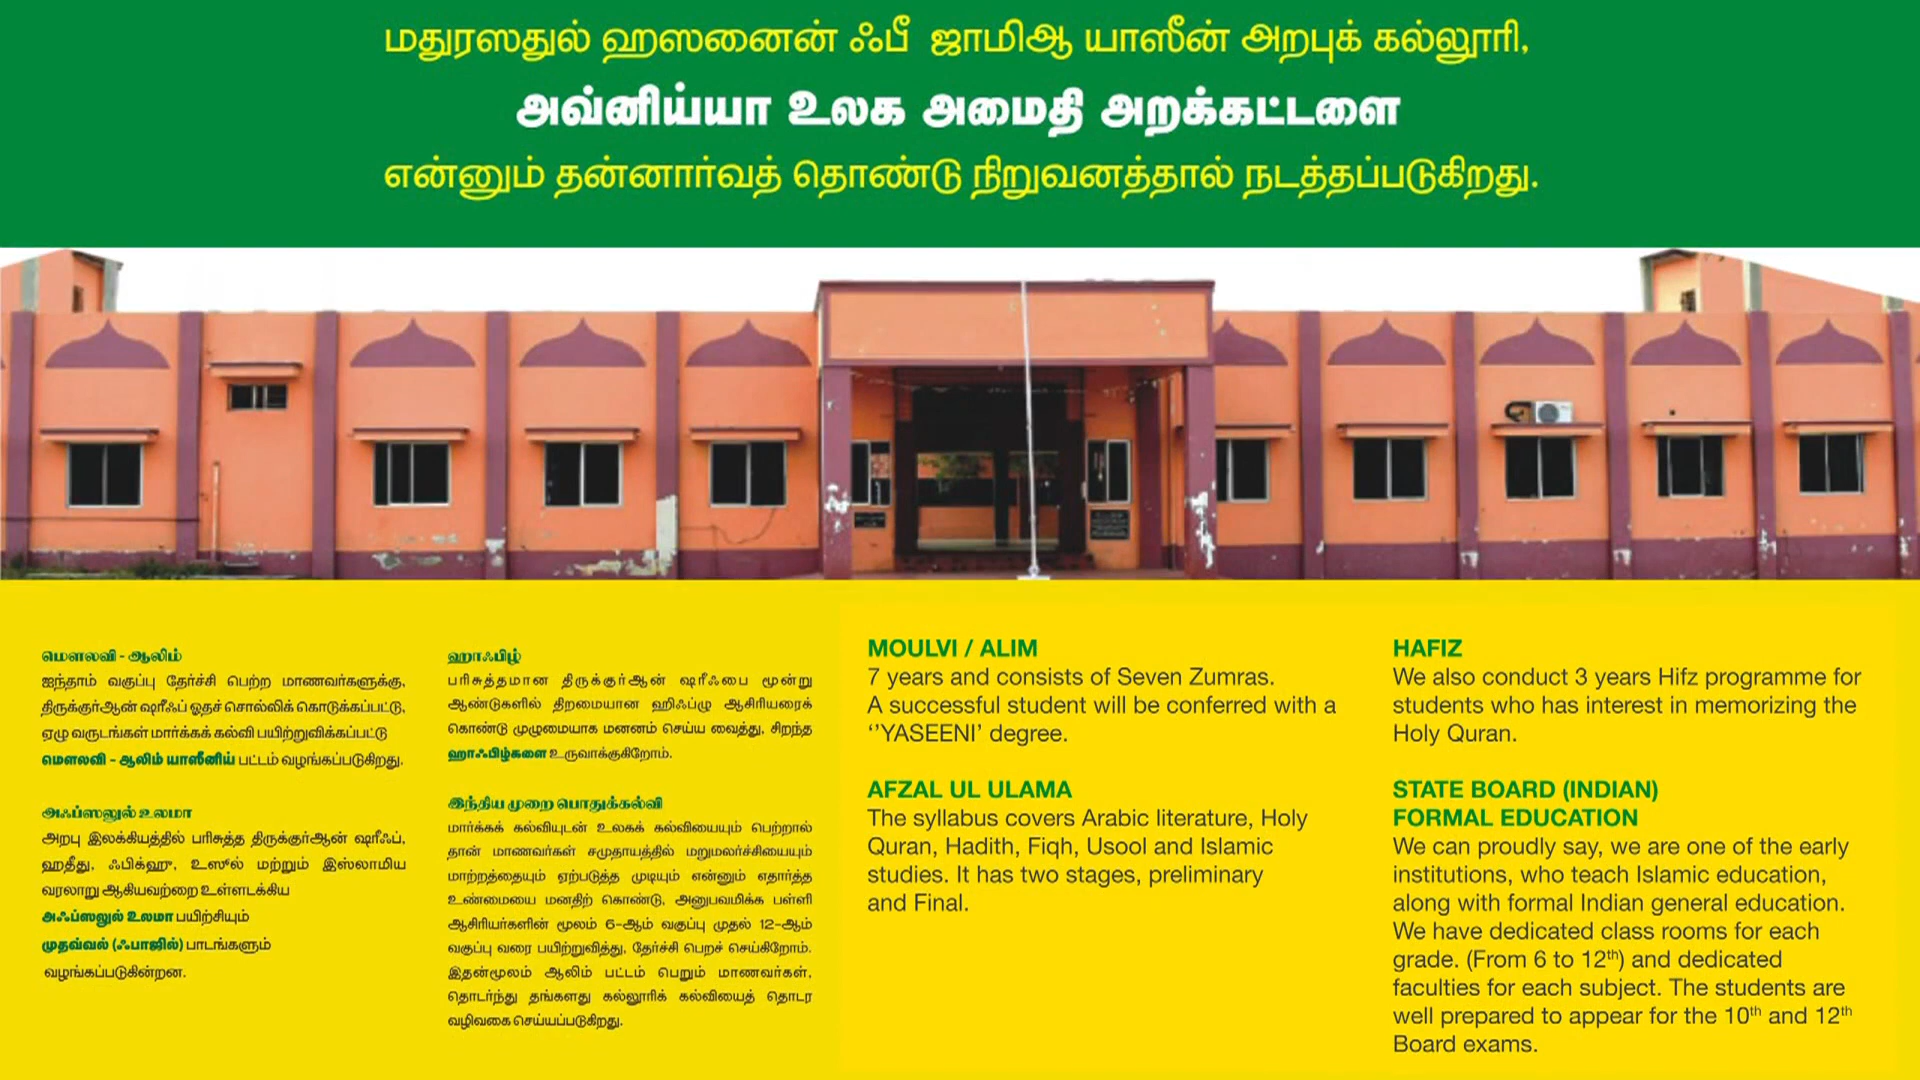 மதுரஸதுல் ஹஸனைன் ஃபீ ஜாமிஆ யாஸீன் அறபுக் கல்லூரி,
அவ்னிய்யா உலக அமைதி அறக்கட்டளை
என்னும் தன்னார்வத் தொண்டு நிறுவனத்தால் நடத்தப்படுகிறது.
மௌலவி - ஆலிம்
ஐந்தாம் வகுப்பு தேர்ச்சி பெற்ற மாணவர்களுக்கு,
திருக்குர்ஆன் ஷரீஃப் ஓதச் சொல்லிக் கொடுக்கப்பட்டு,
ஏழு வருடங்கள் மார்க்கக் கல்வி பயிற்றுவிக்கப்பட்டு
மௌலவி - ஆலிம் யாஸீனிய் பட்டம் வழங்கப்படுகிறது.
அஃப்ஸலுல் உலமா
அறபு இலக்கியத்தில் பரிசுத்த திருக்குர்ஆன் ஷரீஃப்,
ஹதீது, ஃபிக்ஹு, உஸூல் மற்றும் இஸ்லாமிய
வரலாறு ஆகியவற்றை உள்ளடக்கிய
அஃப்ஸலுல் உலமா பயிற்சியும்
முதவ்வல் (ஃபாஜில்) பாடங்களும்
வழங்கப்படுகின்றன.
ஹாஃபிழ்
பரிசுத்தமான திருக்குர்ஆன் ஷரீஃபை மூன்று
ஆண்டுகளில் திறமையான ஹிஃப்ழு ஆசிரியரைக்
கொண்டு முழுமையாக மனனம் செய்ய வைத்து, சிறந்த
ஹாஃபிழ்களை உருவாக்குகிறோம்.
இந்திய முறை பொதுக்கல்வி
மார்க்கக் கல்வியுடன் உலகக் கல்வியையும் பெற்றால்
தான் மாணவர்கள் சமுதாயத்தில் மறுமலர்ச்சியையும்
மாற்றத்தையும் ஏற்படுத்த முடியும் என்னும் எதார்த்த
உண்மையை மனதிற் கொண்டு, அனுபவமிக்க பள்ளி
ஆசிரியர்களின் மூலம் 6-ஆம் வகுப்பு முதல் 12-ஆம்
வகுப்பு வரை பயிற்றுவித்து, தேர்ச்சி பெறச் செய்கிறோம்.
இதன்மூலம் ஆலிம் பட்டம் பெறும் மாணவர்கள்,
தொடர்ந்து தங்களது கல்லூரிக் கல்வியைத் தொடர
வழிவகை செய்யப்படுகிறது.
MOULVI / ALIM
7 years and consists of Seven Zumras.
A successful student will be conferred with a
‘’YASEENI’ degree.
AFZAL UL ULAMA
The syllabus covers Arabic literature, Holy
Quran, Hadith, Fiqh, Usool and Islamic
studies. It has two stages, preliminary
and Final.
HAFIZ
We also conduct 3 years Hifz programme for
students who has interest in memorizing the
Holy Quran.
STATE BOARD (INDIAN)
FORMAL EDUCATION
We can proudly say, we are one of the early
institutions, who teach Islamic education,
along with formal Indian general education.
We have dedicated class rooms for each
grade. (From 6 to 12th) and dedicated
faculties for each subject. The students are
well prepared to appear for the 10th and 12th
Board exams.